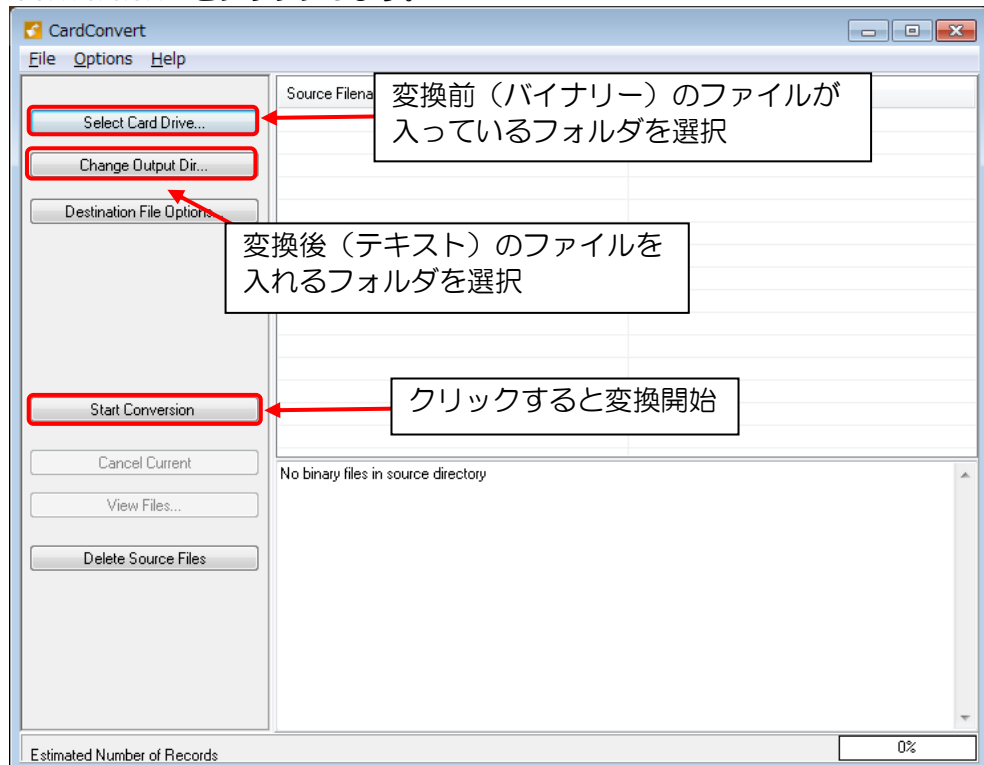 CardConvert
File Options Help
Source Filena
変換前（バイナリー）のファイルが
入っているフォルダを選択
Select Card Drive...
Change Output Dir...
Destination File Options...
変換後（テキスト）のファイルを
入れるフォルダを選択
クリックすると変換開始
Start Conversion
Cancel Current
No binary files in source directory
View Files...
Delete Source Files
Estimated Number of Records
0%